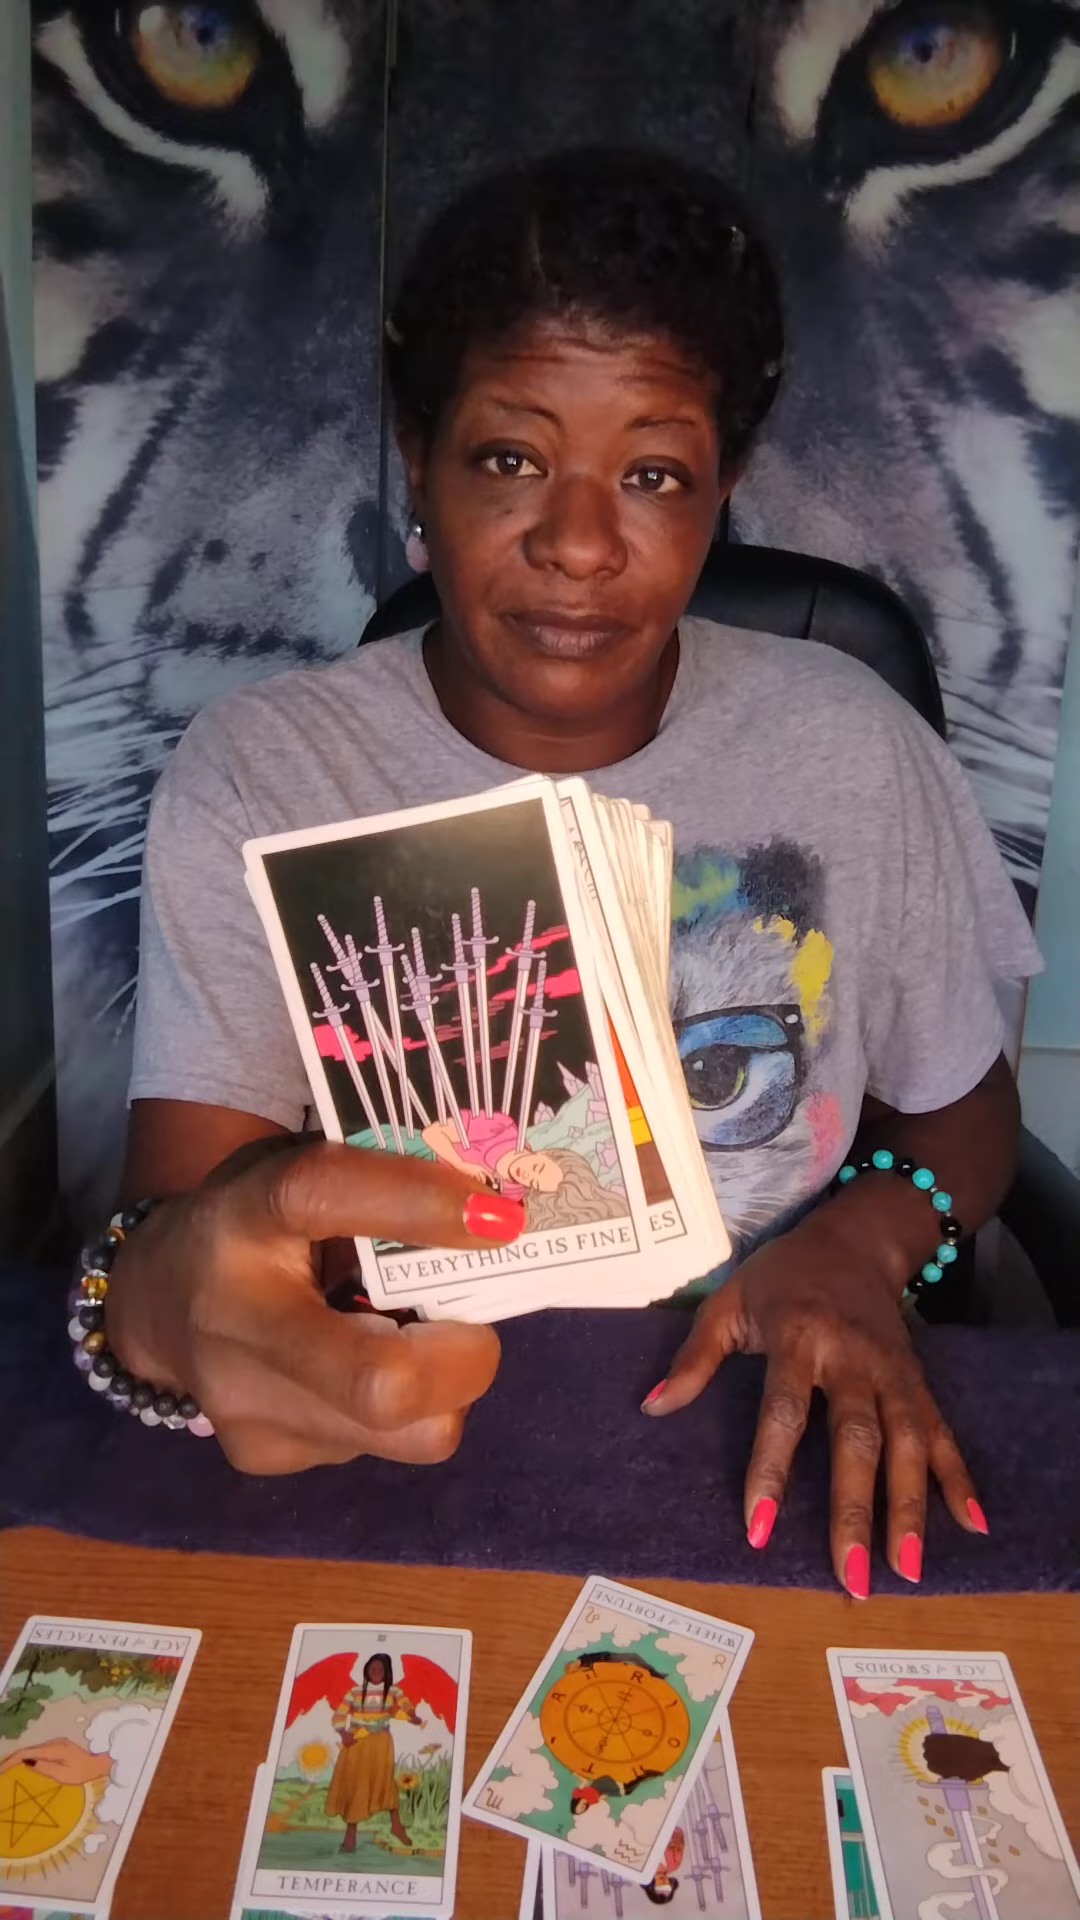 EVERYTHING IS FINE
ES
ACE of PENTACLES
TEMPERANCE
WHEEL of FORTUNE
ACE of SWORDS